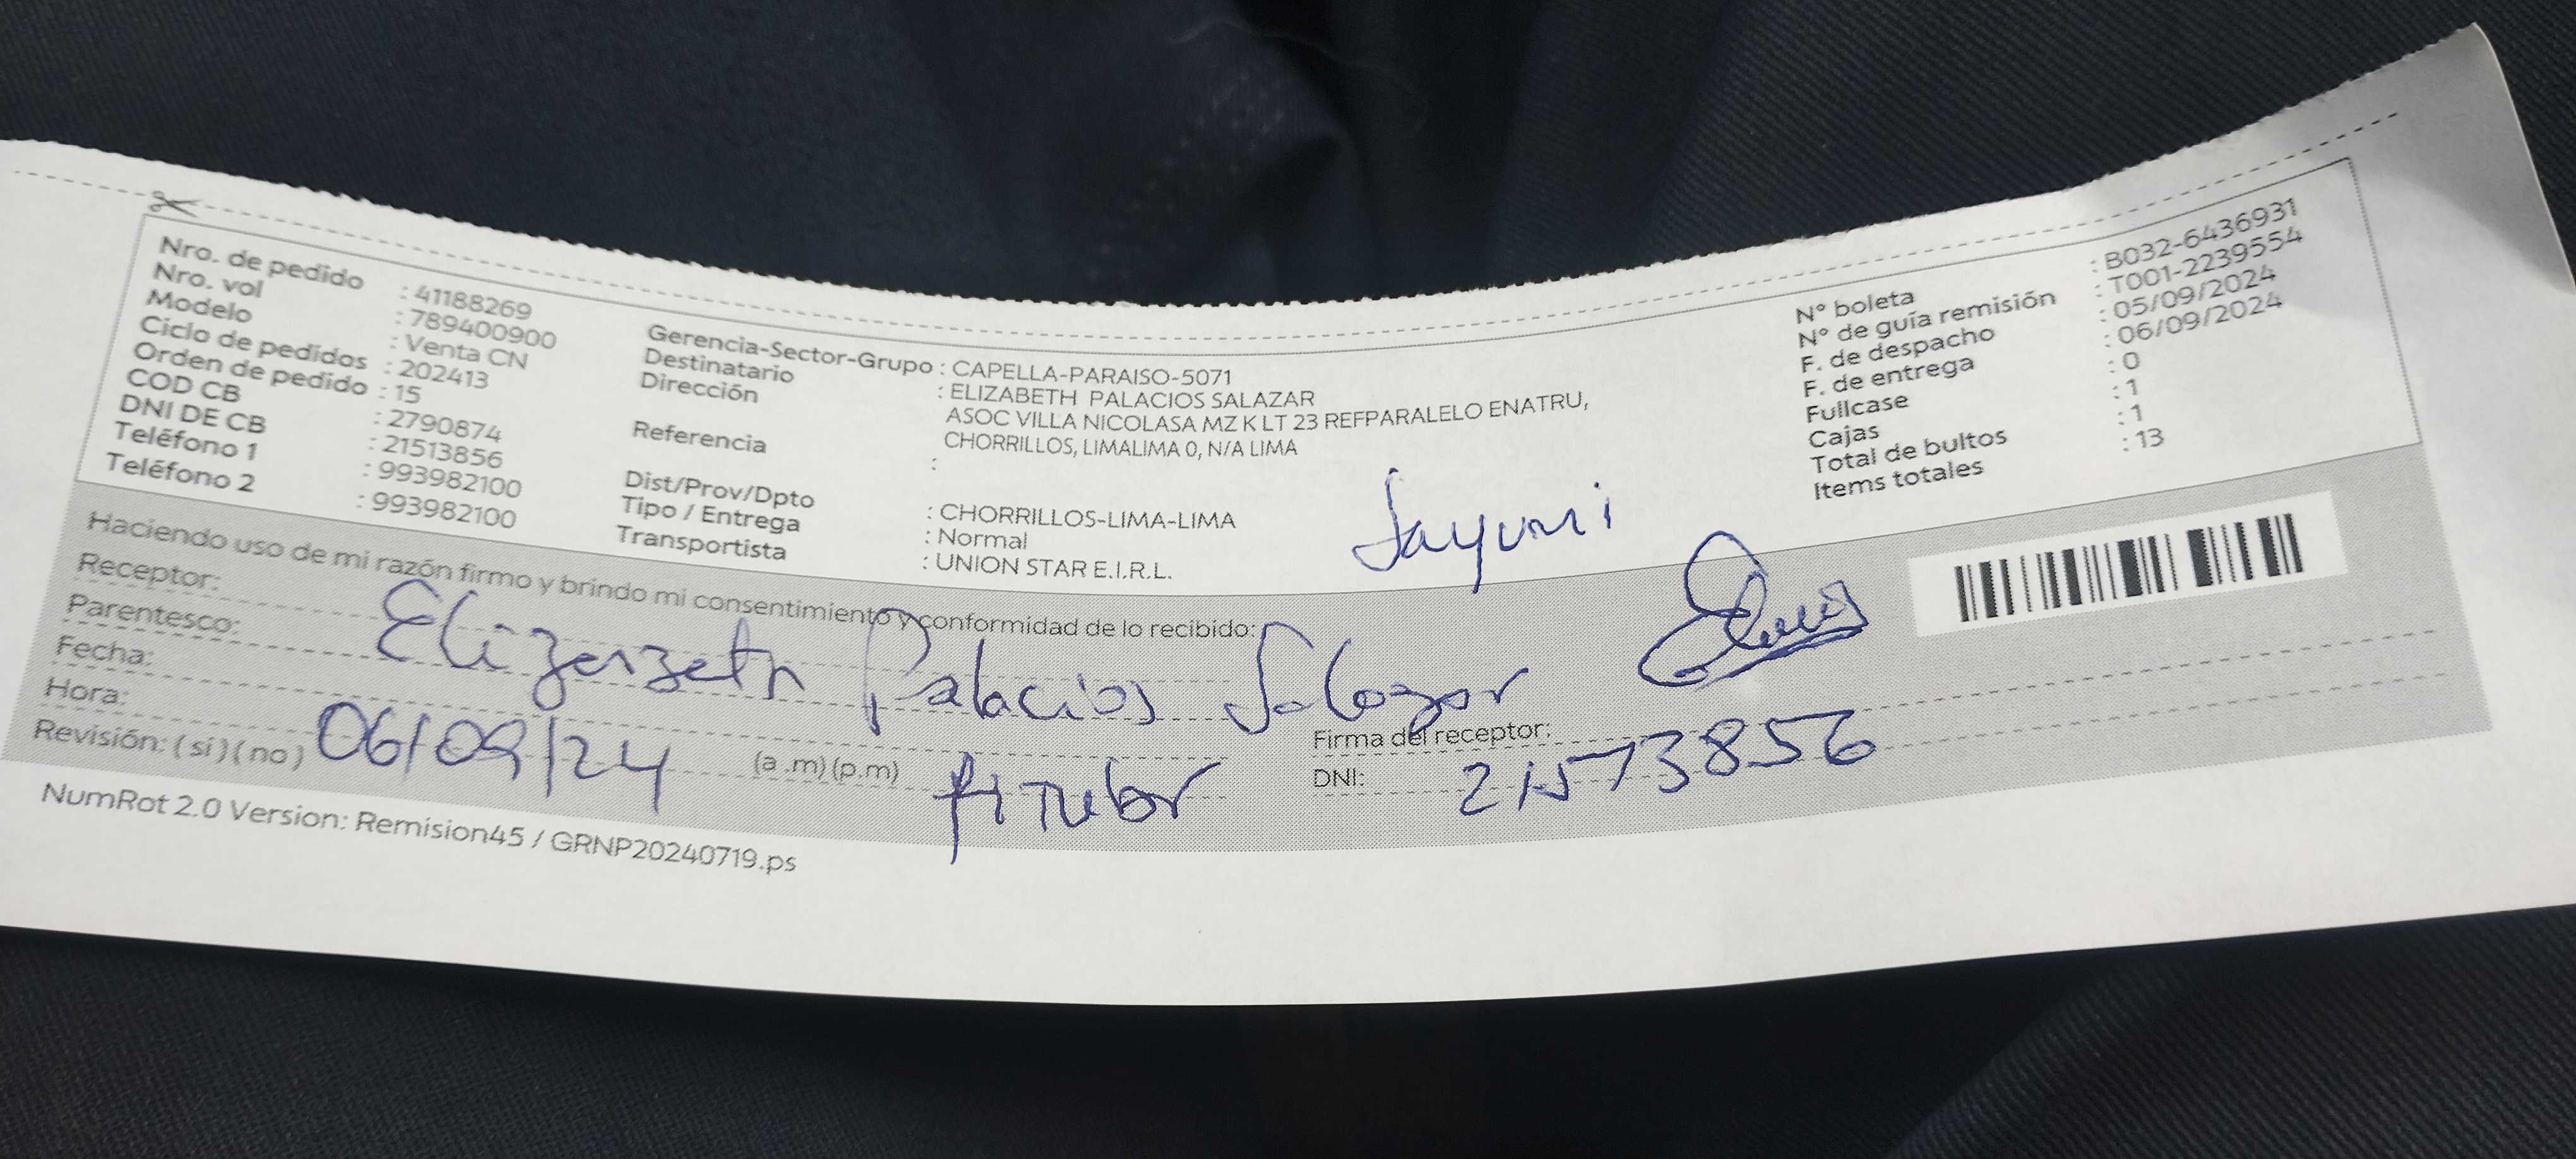 Nro. de pedido : 41188269
Nro. vol : 789400900
Modelo : Venta CN
Ciclo de pedidos : 202413
Orden de pedido : 15
COD CB : 2790874
DNI DE CB : 21513856
Teléfono 1 : 993982100
Teléfono 2 : 993982100
Gerencia-Sector-Grupo : CAPELLA-PARAISO-5071
Destinatario : ELIZABETH PALACIOS SALAZAR
Dirección : ASOC VILLA NICOLASA MZ K LT 23 REFPARALELO ENATRU,
CHORRILLOS, LIMALIMA 0, N/A LIMA
Referencia :
Dist/Prov/Dpto : CHORRILLOS-LIMA-LIMA
Tipo / Entrega : Normal
Transportista : UNION STAR E.I.R.L.
N° boleta : B032-6436931
N° de guía remisión : T001-2239554
F. de despacho : 05/09/2024
F. de entrega : 06/09/2024
Fullcase : 0
Cajas : 1
Total de bultos : 1
Items totales : 13
Sayumi
Haciendo uso de mi razón firmo y brindo mi consentimiento y conformidad de lo recibido:
Receptor: Elizabeth Palacios Salazar
Parentesco:
Fecha:
Hora: (a .m) (p.m)
Revisión: ( si ) ( no ) 06/09/24
Titular
Firma del receptor:
DNI: 21513856
NumRot 2.0 Version: Remision45 / GRNP20240719.ps